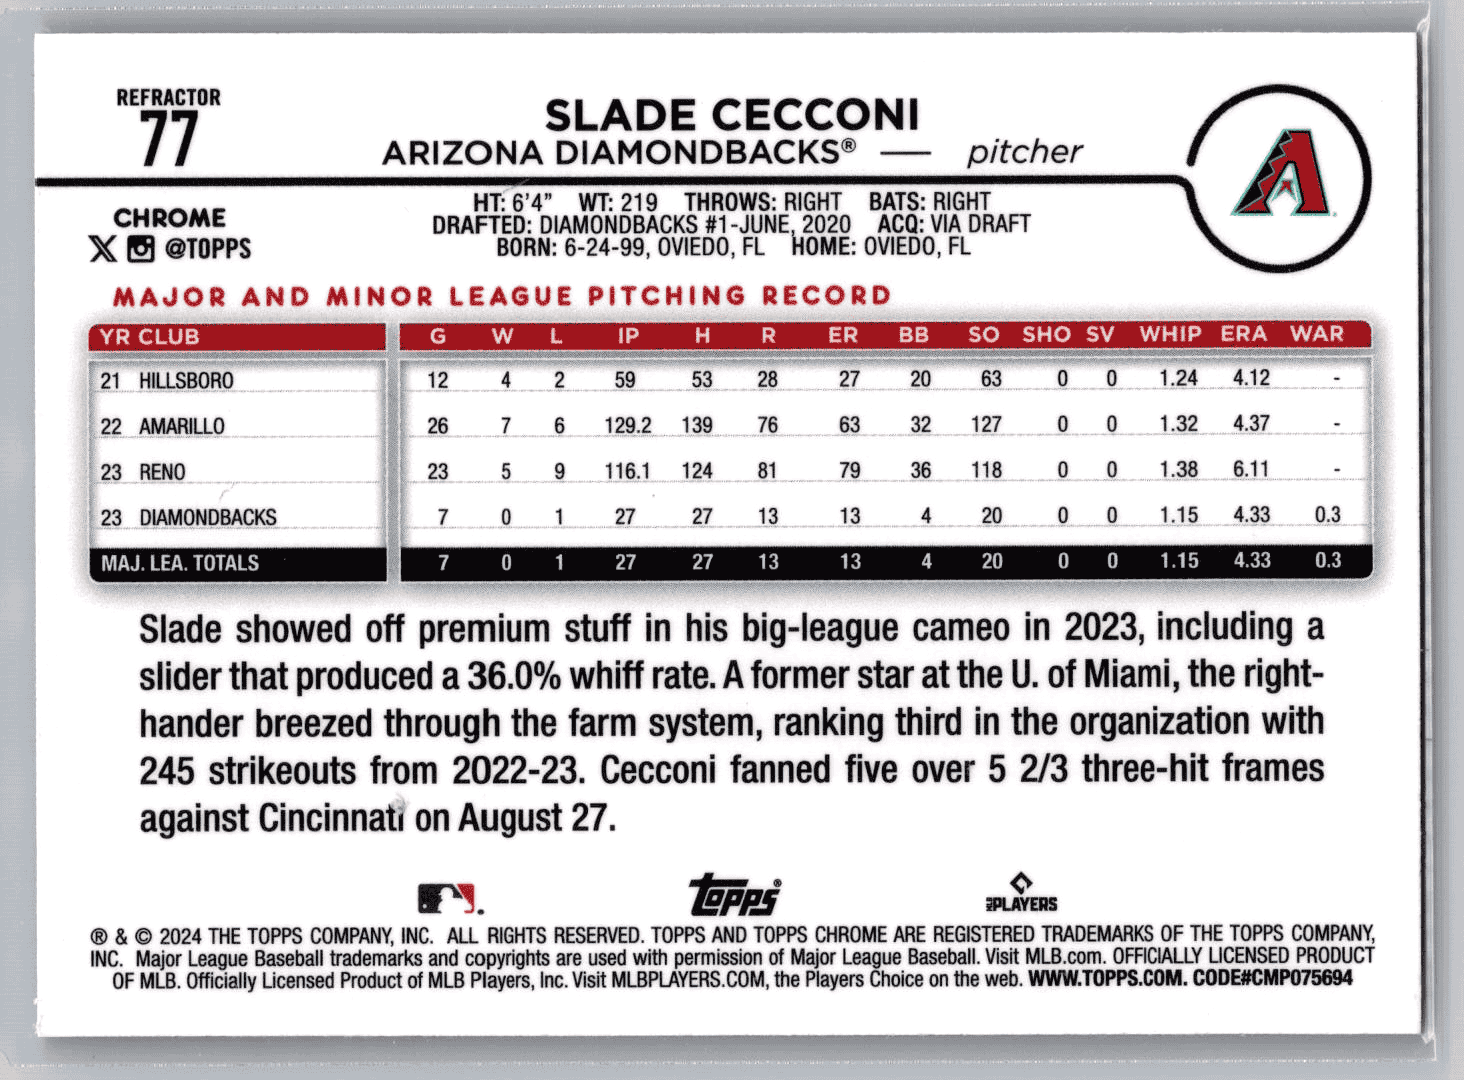 REFRACTOR
77
SLADE CECCONI
ARIZONA DIAMONDBACKS® — pitcher
CHROME
@TOPPS
HT: 6'4" WT: 219 THROWS: RIGHT BATS: RIGHT
DRAFTED: DIAMONDBACKS #1-JUNE, 2020 ACQ: VIA DRAFT
BORN: 6-24-99, OVIEDO, FL HOME: OVIEDO, FL
MAJOR AND MINOR LEAGUE PITCHING RECORD
YR CLUB G W L IP H R ER BB SO SHO SV WHIP ERA WAR
21 HILLSBORO 12 4 2 59 53 28 27 20 63 0 0 1.24 4.12 -
22 AMARILLO 26 7 6 129.2 139 76 63 32 127 0 0 1.32 4.37 -
23 RENO 23 5 9 116.1 124 81 79 36 118 0 0 1.38 6.11 -
23 DIAMONDBACKS 7 0 1 27 27 13 13 4 20 0 0 1.15 4.33 0.3
MAJ. LEA. TOTALS 7 0 1 27 27 13 13 4 20 0 0 1.15 4.33 0.3
Slade showed off premium stuff in his big-league cameo in 2023, including a
slider that produced a 36.0% whiff rate. A former star at the U. of Miami, the right-
hander breezed through the farm system, ranking third in the organization with
245 strikeouts from 2022-23. Cecconi fanned five over 5 2/3 three-hit frames
against Cincinnati on August 27.
Topps®
MLB PLAYERS
® & © 2024 THE TOPPS COMPANY, INC. ALL RIGHTS RESERVED. TOPPS AND TOPPS CHROME ARE REGISTERED TRADEMARKS OF THE TOPPS COMPANY,
INC. Major League Baseball trademarks and copyrights are used with permission of Major League Baseball. Visit MLB.com. OFFICIALLY LICENSED PRODUCT
OF MLB. Officially Licensed Product of MLB Players, Inc. Visit MLBPLAYERS.COM, the Players Choice on the web. WWW.TOPPS.COM. CODE#CMP075694